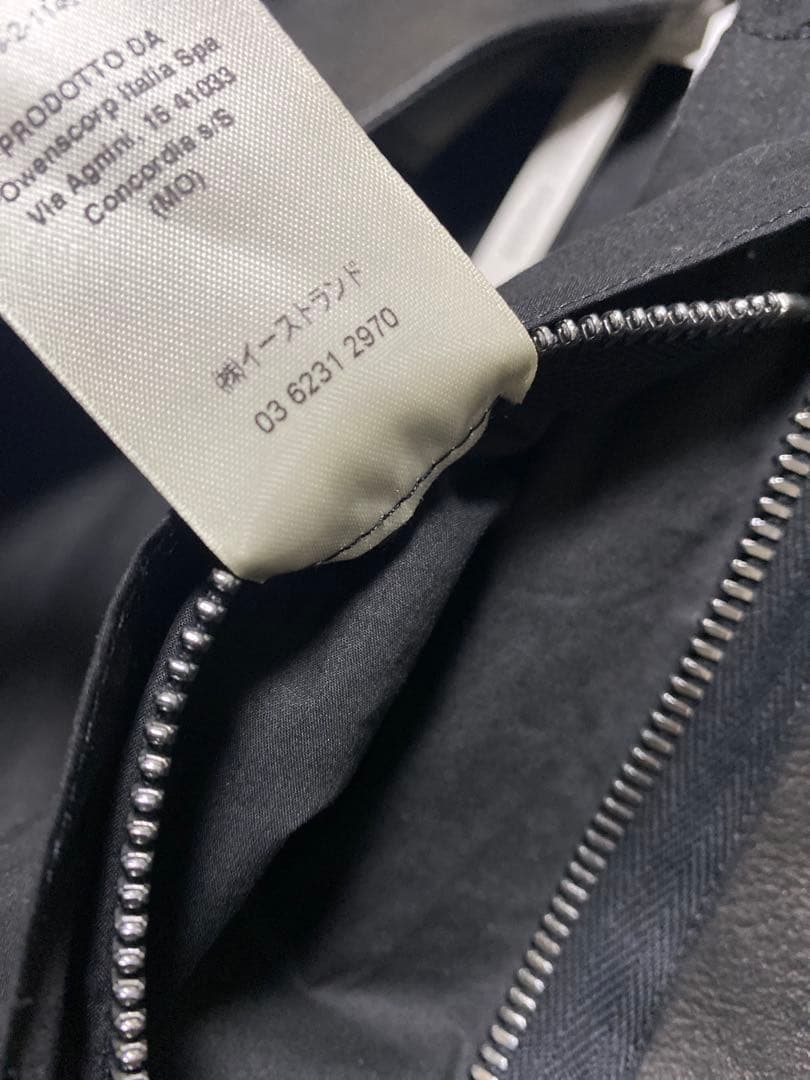 PRODOTTO DA
Owenscorp Italia Spa
Via Agnini, 15 41033
Concordia s/S
(MO)
㈱イーストランド
03 6231 2970